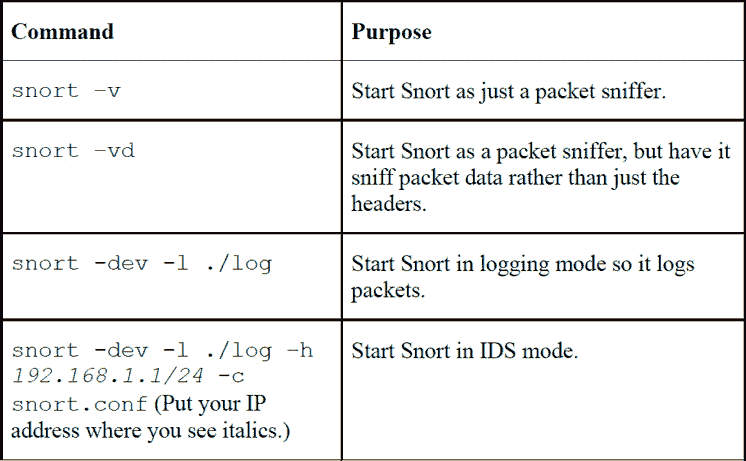 Command
Purpose
snort –v
Start Snort as just a packet sniffer.
snort –vd
Start Snort as a packet sniffer, but have it
sniff packet data rather than just the
headers.
snort -dev -l ./log
Start Snort in logging mode so it logs
packets.
snort -dev -l ./log –h
192.168.1.1/24 -c
snort.conf (Put your IP
address where you see italics.)
Start Snort in IDS mode.